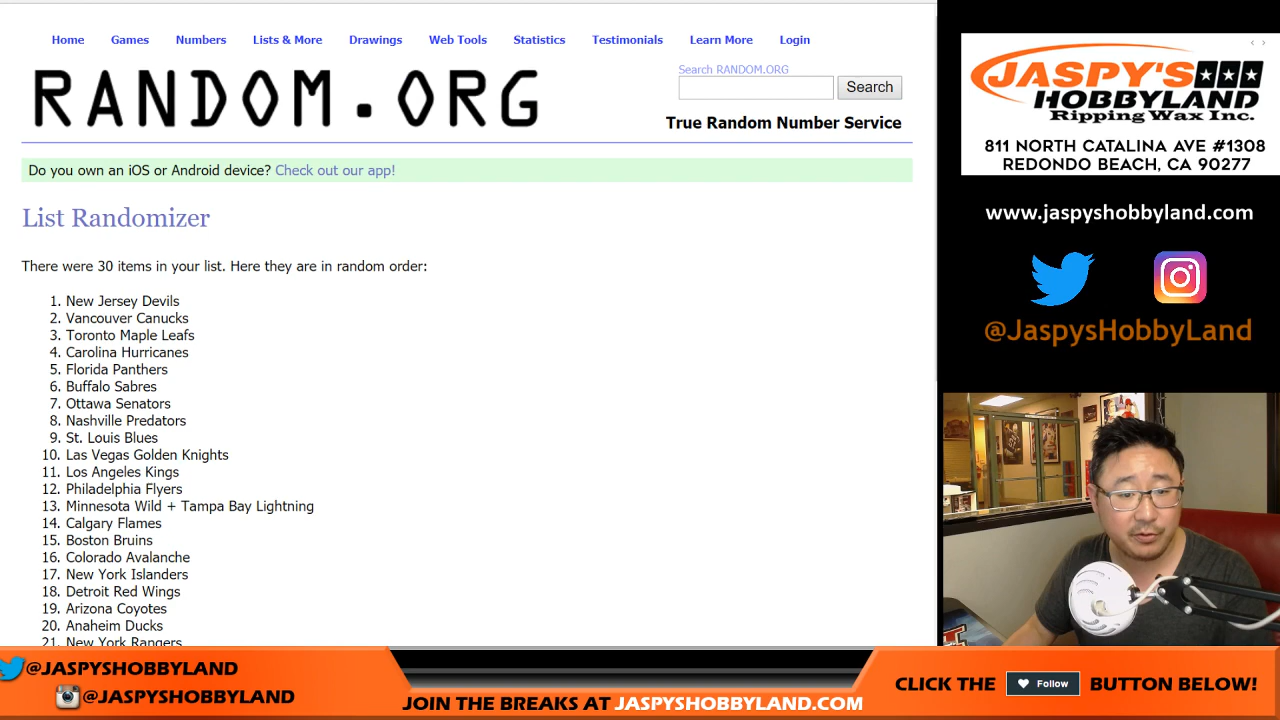 Home Games Numbers Lists & More Drawings Web Tools Statistics Testimonials Learn More Login
RANDOM.ORG
Search RANDOM.ORG
Search
True Random Number Service
Do you own an iOS or Android device? Check out our app!
List Randomizer
There were 30 items in your list. Here they are in random order:
1. New Jersey Devils
2. Vancouver Canucks
3. Toronto Maple Leafs
4. Carolina Hurricanes
5. Florida Panthers
6. Buffalo Sabres
7. Ottawa Senators
8. Nashville Predators
9. St. Louis Blues
10. Las Vegas Golden Knights
11. Los Angeles Kings
12. Philadelphia Flyers
13. Minnesota Wild + Tampa Bay Lightning
14. Calgary Flames
15. Boston Bruins
16. Colorado Avalanche
17. New York Islanders
18. Detroit Red Wings
19. Arizona Coyotes
20. Anaheim Ducks
21. New York Rangers
JASPY'S
HOBBYLAND
Ripping Wax Inc.
811 NORTH CATALINA AVE #1308
REDONDO BEACH, CA 90277
www.jaspyshobbyland.com
@JaspysHobbyLand
@JASPYSHOBBYLAND
@JASPYSHOBBYLAND
JOIN THE BREAKS AT JASPYSHOBBYLAND.COM
CLICK THE Follow BUTTON BELOW!